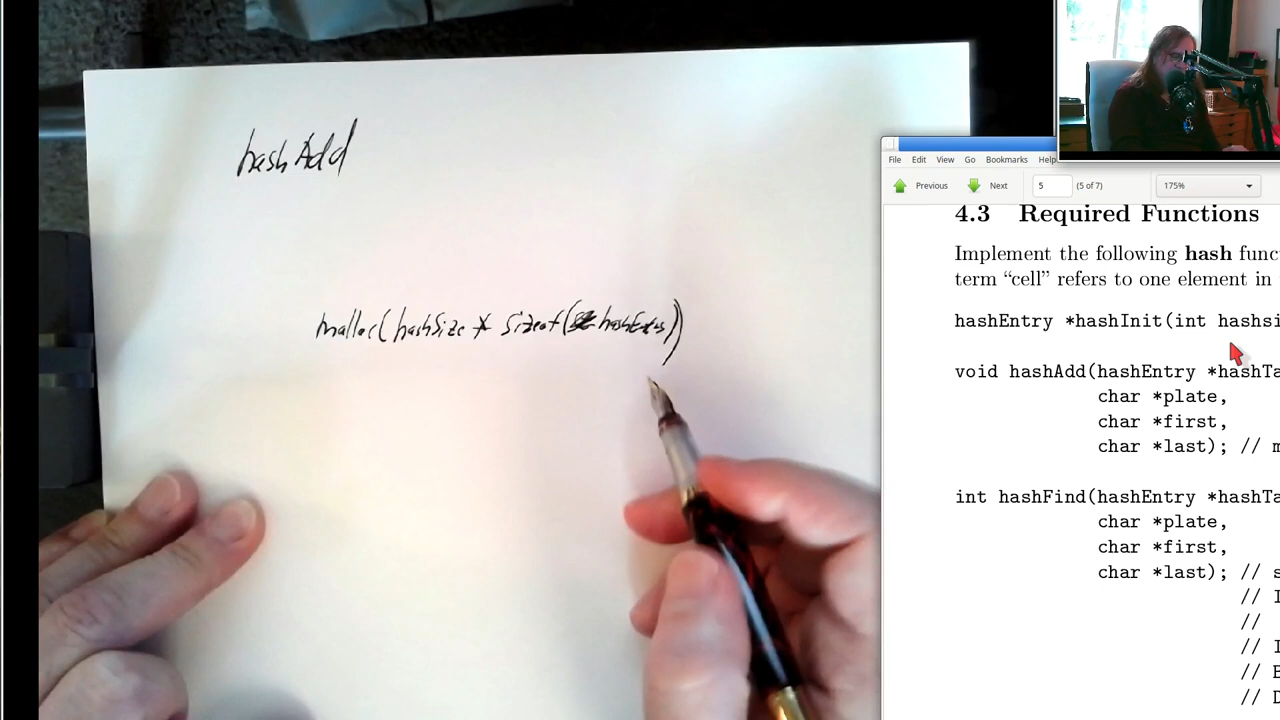 hashAdd
malloc(hashSize * sizeof(hashEntry))
File Edit View Go Bookmarks Help
Previous Next 5 (5 of 7) 175%
4.3 Required Functions
Implement the following hash func
term “cell” refers to one element in
hashEntry *hashInit(int hashsi
void hashAdd(hashEntry *hashTa
char *plate,
char *first,
char *last); // m
int hashFind(hashEntry *hashTa
char *plate,
char *first,
char *last); // s
// I
//
// I
// E
// D